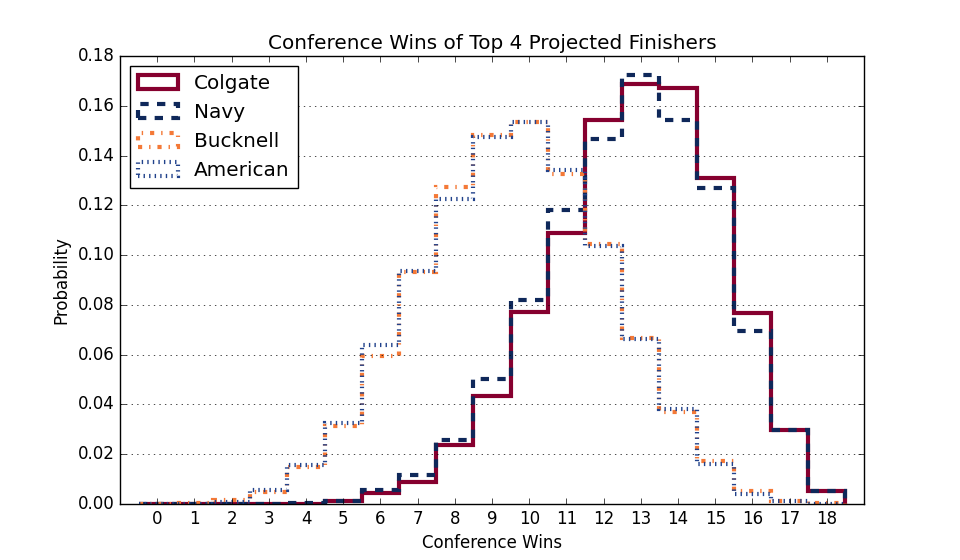 Conference Wins of Top 4 Projected Finishers
0.18
0.16
0.14
0.12
0.10
0.08
0.06
0.04
0.02
0.00
Probability
Colgate
Navy
Bucknell
American
0 1 2 3 4 5 6 7 8 9 10 11 12 13 14 15 16 17 18
Conference Wins